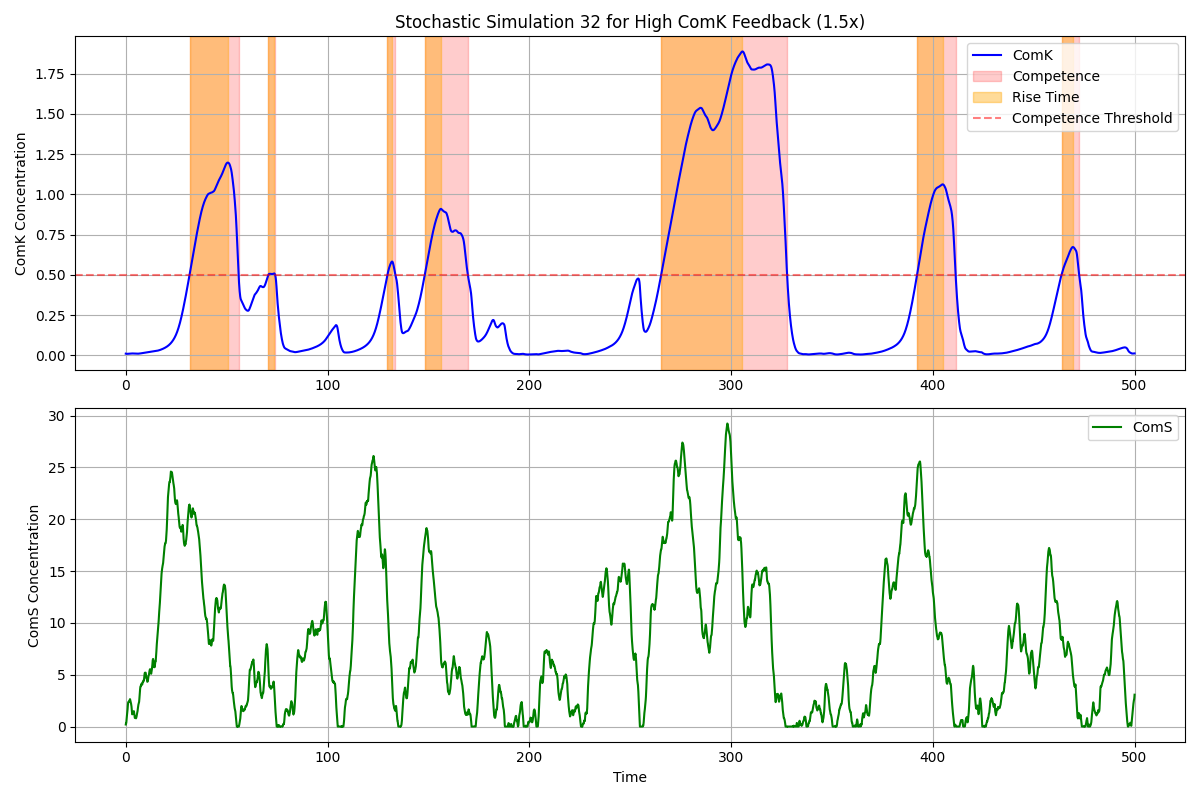 Stochastic Simulation 32 for High ComK Feedback (1.5x)
ComK Concentration
1.75
1.50
1.25
1.00
0.75
0.50
0.25
0.00
ComK
Competence
Rise Time
Competence Threshold
0 100 200 300 400 500
ComS Concentration
30
25
20
15
10
5
0
ComS
0 100 200 300 400 500
Time